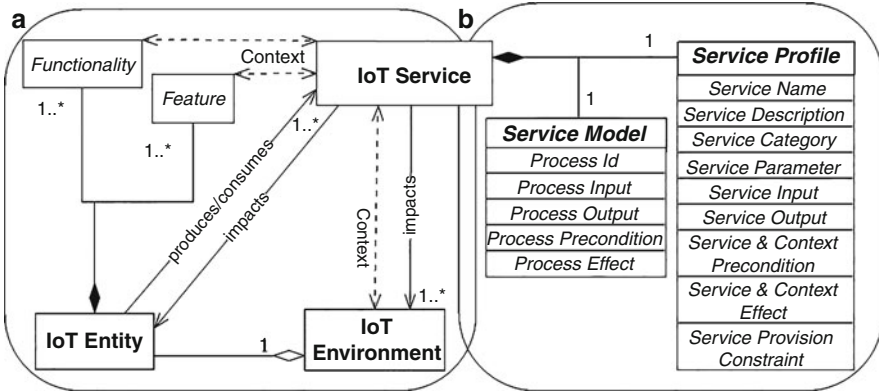 a
b
Functionality
Context
IoT Service
1
Service Profile
1..*
Feature
Service Name
1..*
1
Service Description
1..*
Service Model
Service Category
Process Id
Service Parameter
Process Input
Service Input
Process Output
Service Output
Process Precondition
Service & Context
Precondition
Process Effect
produces/consumes
impacts
Context
impacts
Service & Context
Effect
1..*
IoT Entity
1
IoT
Environment
Service Provision
Constraint